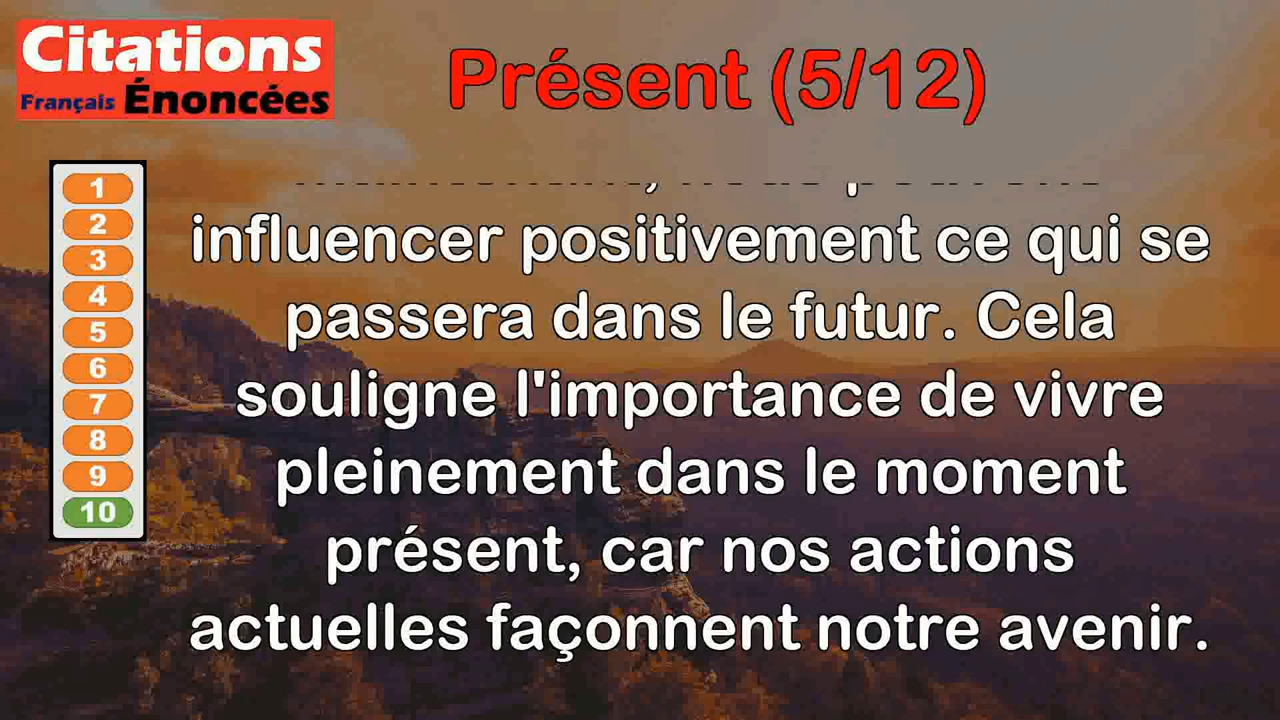 Citations
Français Énoncées
Présent (5/12)
1
2
3
4
5
6
7
8
9
10
influencer positivement ce qui se
passera dans le futur. Cela
souligne l'importance de vivre
pleinement dans le moment
présent, car nos actions
actuelles façonnent notre avenir.